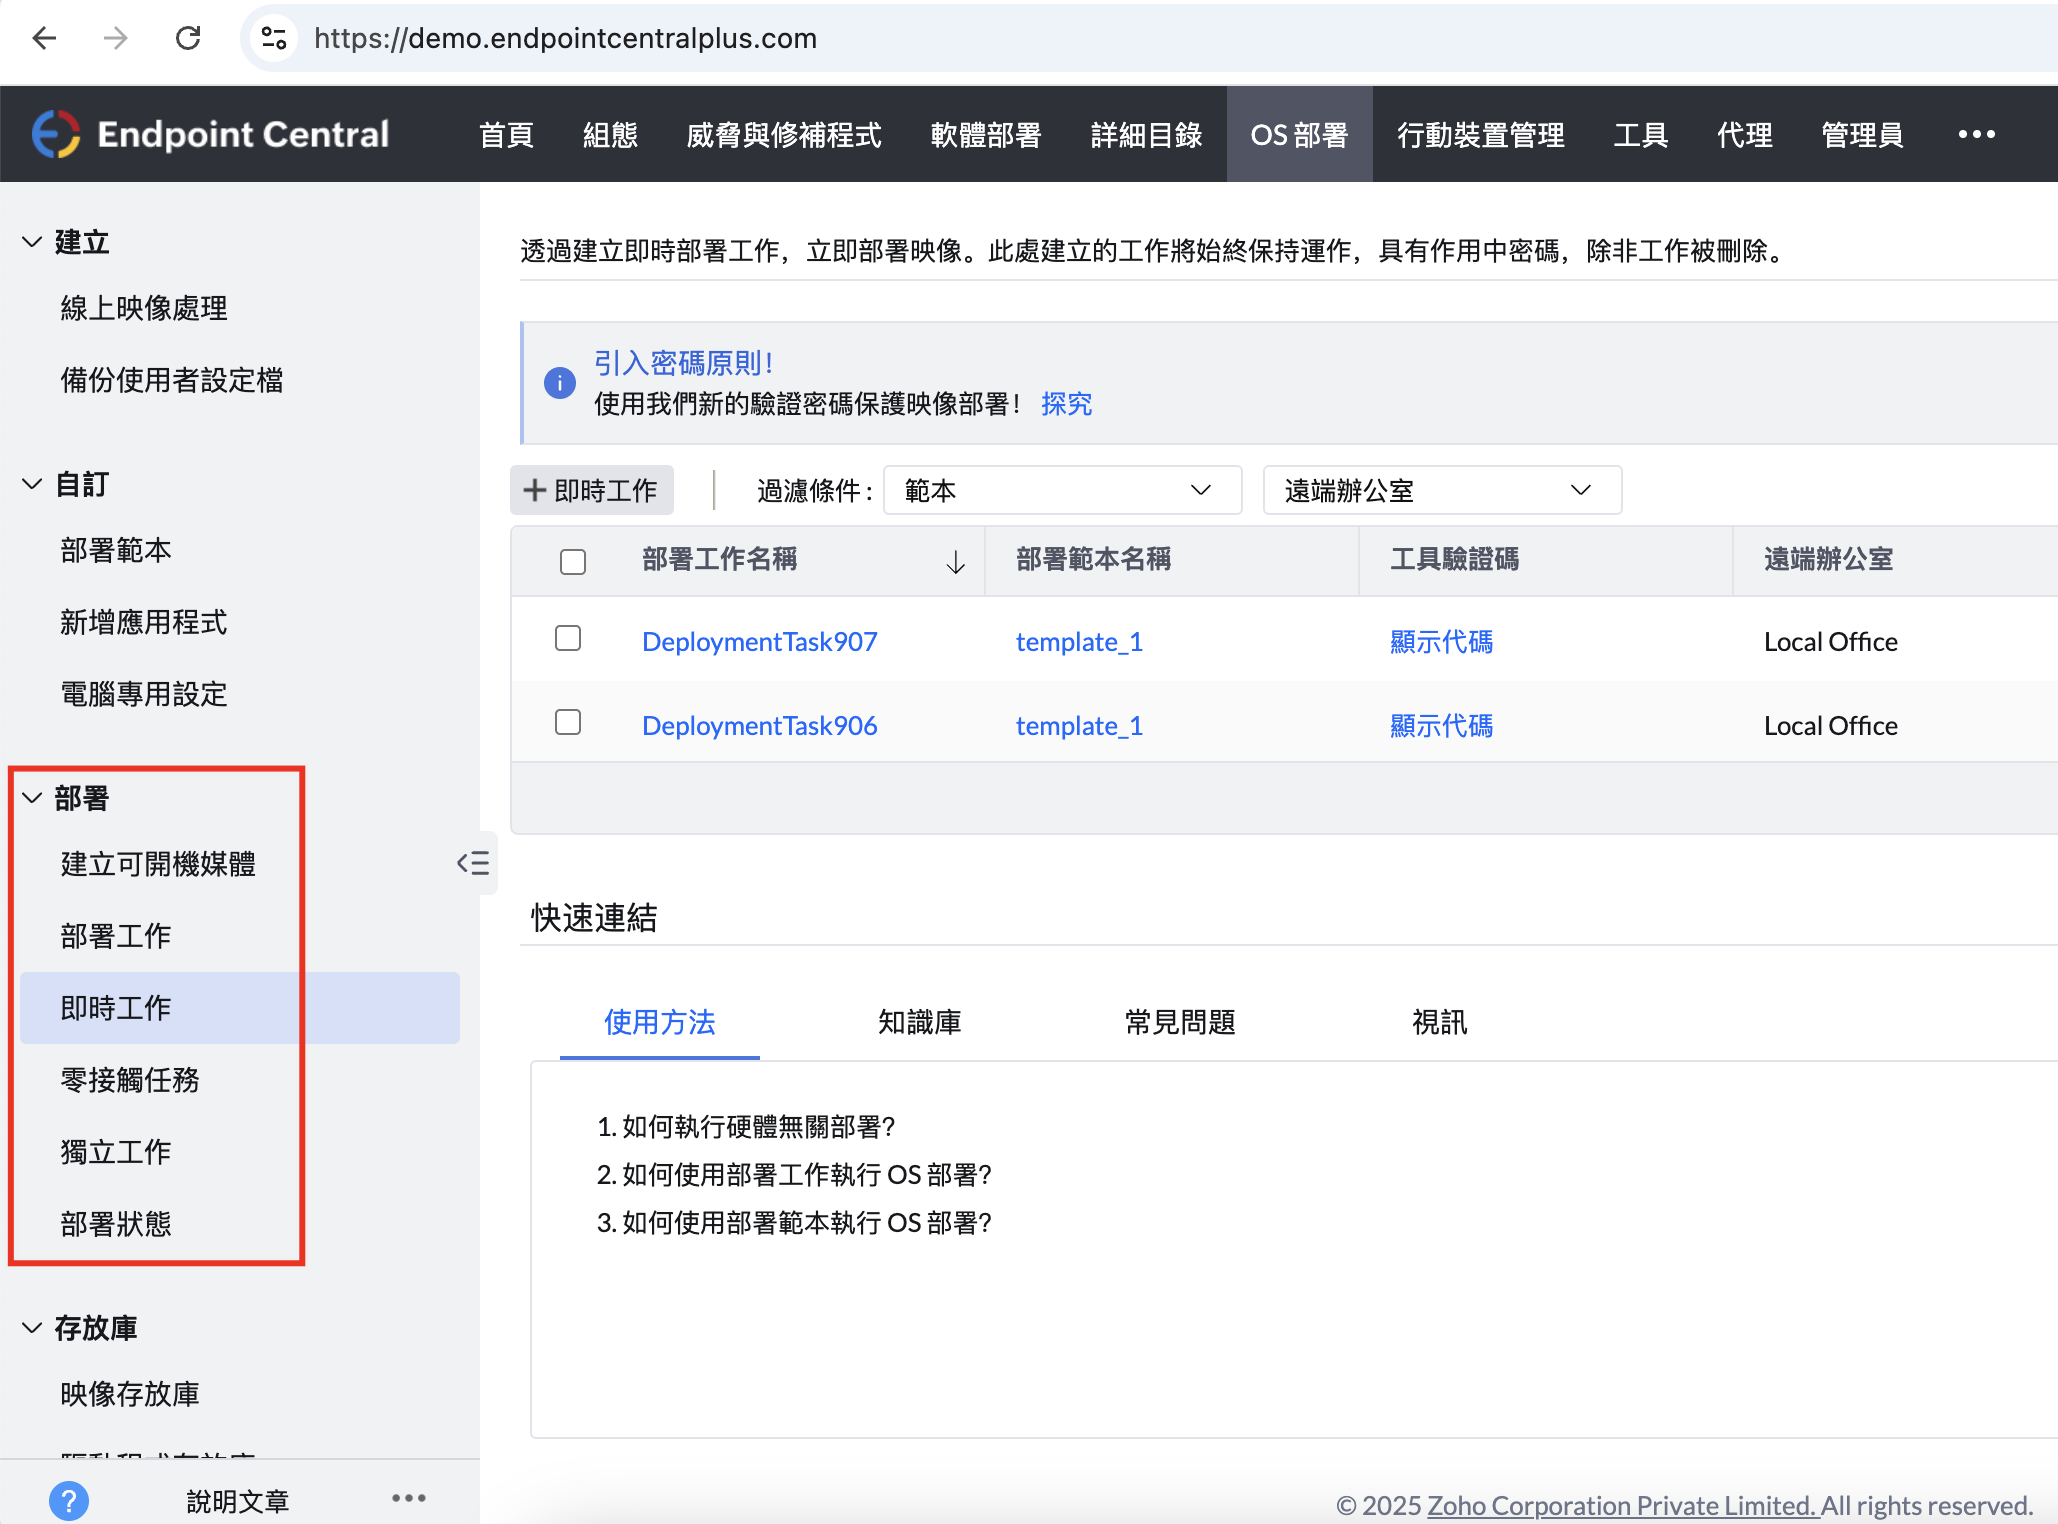 https://demo.endpointcentralplus.com
Endpoint Central 首頁 組態 威脅與修補程式 軟體部署 詳細目錄 OS 部署 行動裝置管理 工具 代理 管理員
建立
線上映像處理
備份使用者設定檔
自訂
部署範本
新增應用程式
電腦專用設定
部署
建立可開機媒體
部署工作
即時工作
零接觸任務
獨立工作
部署狀態
存放庫
映像存放庫
說明文章
透過建立即時部署工作，立即部署映像。此處建立的工作將始終保持運作，具有作用中密碼，除非工作被刪除。
引入密碼原則！
使用我們新的驗證密碼保護映像部署！ 探究
+ 即時工作 過濾條件： 範本 遠端辦公室
部署工作名稱 部署範本名稱 工具驗證碼 遠端辦公室
DeploymentTask907 template_1 顯示代碼 Local Office
DeploymentTask906 template_1 顯示代碼 Local Office
快速連結
使用方法 知識庫 常見問題 視訊
1. 如何執行硬體無關部署？
2. 如何使用部署工作執行 OS 部署？
3. 如何使用部署範本執行 OS 部署？
© 2025 Zoho Corporation Private Limited. All rights reserved.